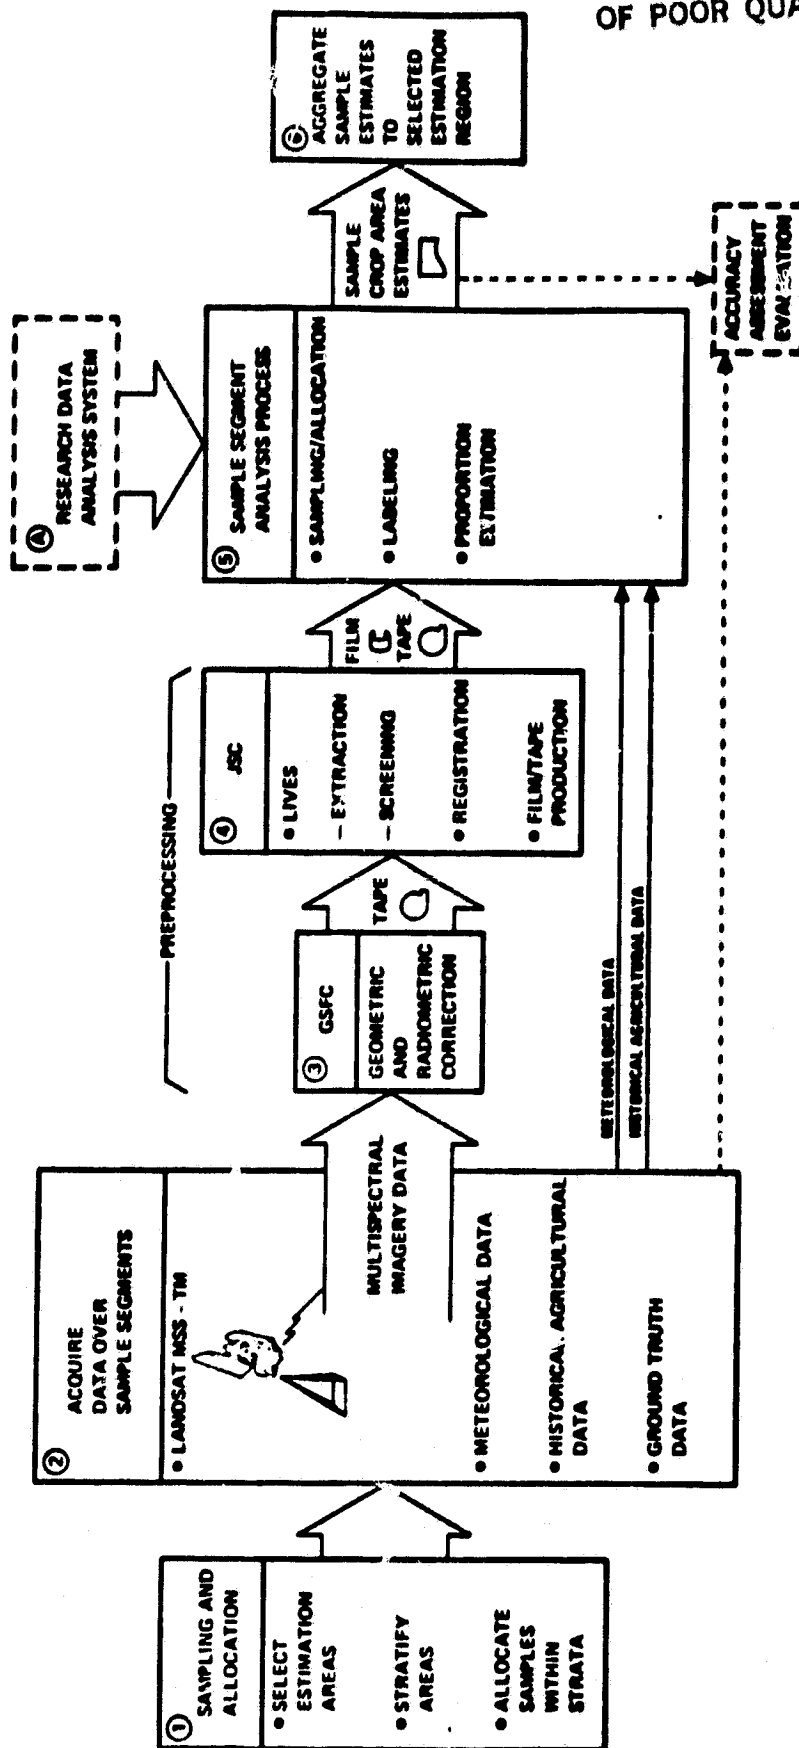 OF POOR QUA
① SAMPLING AND
ALLOCATION
• SELECT
ESTIMATION
AREAS
• STRATIFY
AREAS
• ALLOCATE
SAMPLES
WITHIN
STRATA
② ACQUIRE
DATA OVER
SAMPLE SEGMENTS
• LANDSAT MSS - TM
MULTISPECTRAL
IMAGERY DATA
• METEOROLOGICAL DATA
• HISTORICAL AGRICULTURAL
DATA
• GROUND TRUTH
DATA
PREPROCESSING
③ GSFC
GEOMETRIC
AND
RADIOMETRIC
CORRECTION
TAPE
④ JSC
• LIVES
– EXTRACTION
– SCREENING
• REGISTRATION
• FILM/TAPE
PRODUCTION
FILM
TAPE
METEOROLOGICAL DATA
HISTORICAL AGRICULTURAL DATA
Ⓐ RESEARCH DATA
ANALYSIS SYSTEM
⑤ SAMPLE SEGMENT
ANALYSIS PROCESS
• SAMPLING/ALLOCATION
• LABELING
• PROPORTION
ESTIMATION
SAMPLE
CROP AREA
ESTIMATES
⑥ AGGREGATE
SAMPLE
ESTIMATES
TO
SELECTED
ESTIMATION
REGION
ACCURACY
ASSESSMENT
EVALUATION